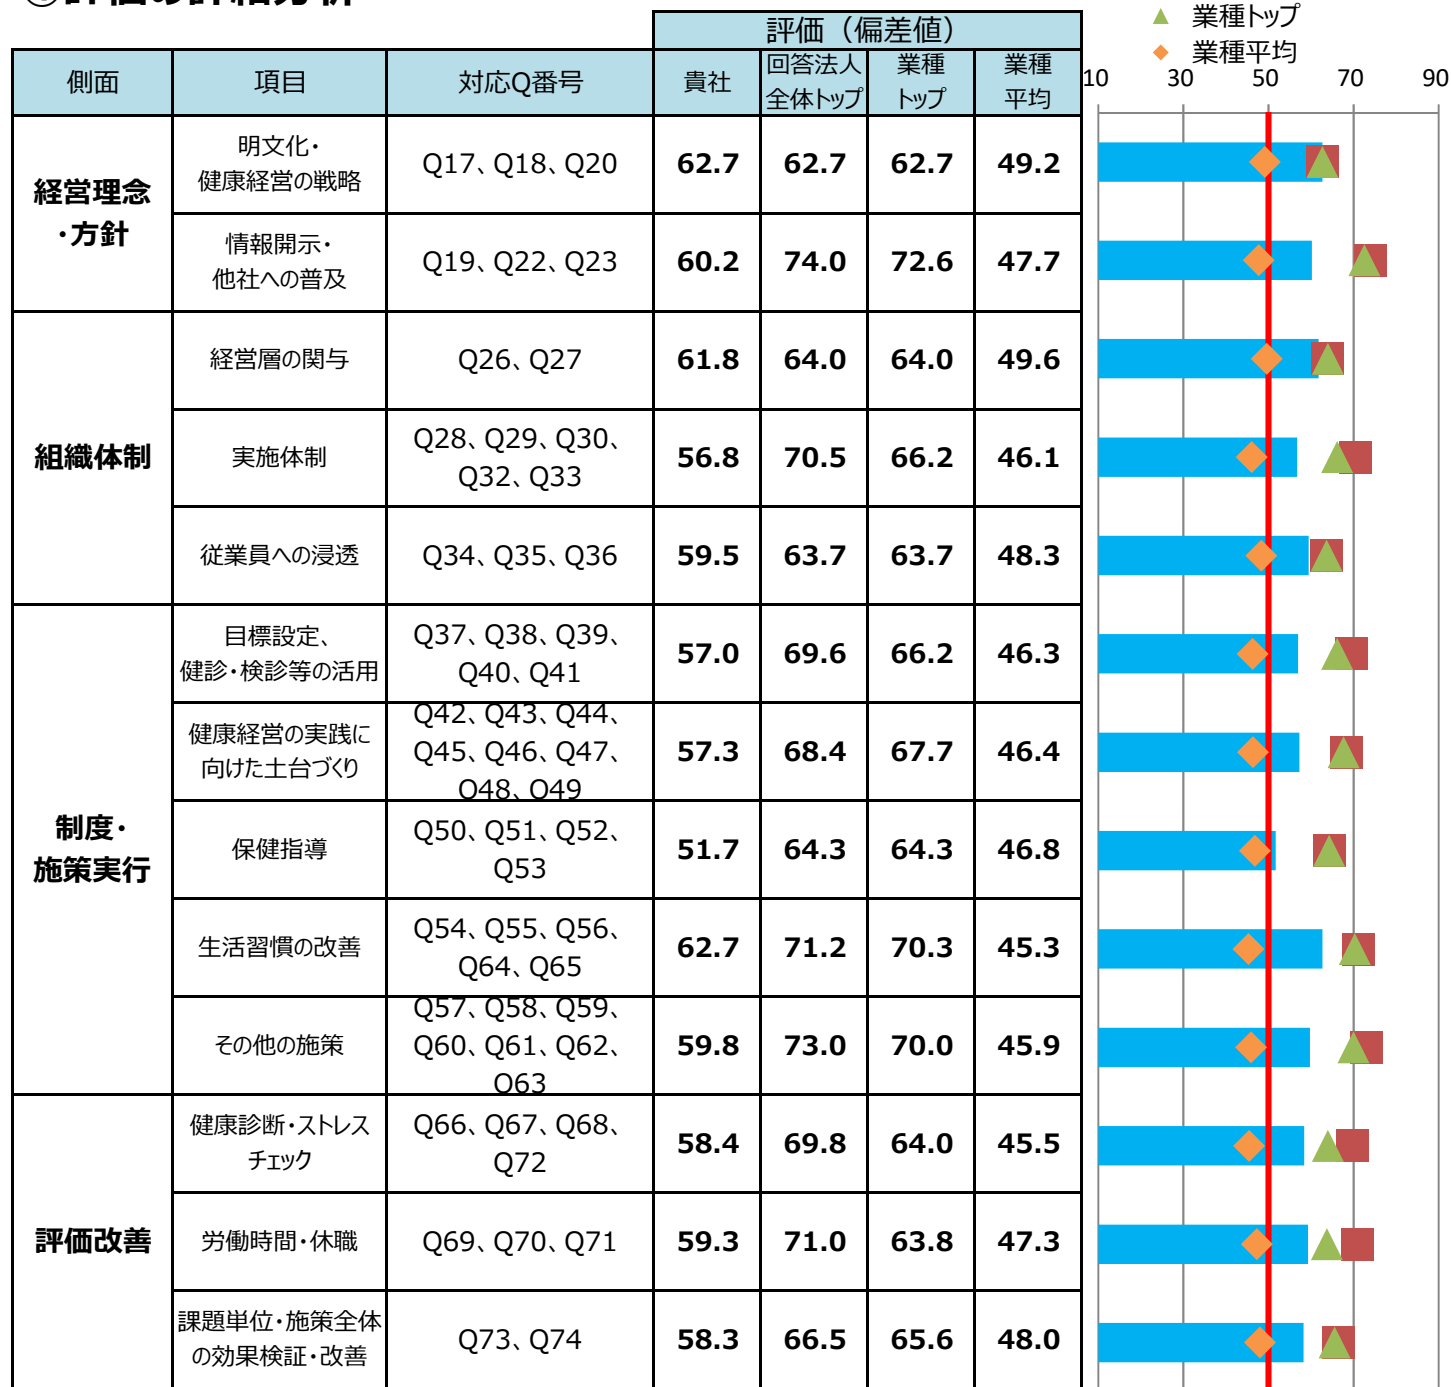 評価（偏差値）
▲ 業種トップ
◆ 業種平均
側面 項目 対応Q番号 貴社 回答法人 業種 業種
全体トップ トップ 平均
10 30 50 70 90
経営理念
・方針
明文化・
健康経営の戦略
Q17、Q18、Q20 62.7 62.7 62.7 49.2
情報開示・
他社への普及
Q19、Q22、Q23 60.2 74.0 72.6 47.7
組織体制
経営層の関与 Q26、Q27 61.8 64.0 64.0 49.6
実施体制
Q28、Q29、Q30、
Q32、Q33
56.8 70.5 66.2 46.1
従業員への浸透 Q34、Q35、Q36 59.5 63.7 63.7 48.3
制度・
施策実行
目標設定、
健診・検診等の活用
Q37、Q38、Q39、
Q40、Q41
57.0 69.6 66.2 46.3
健康経営の実践に
向けた土台づくり
Q42、Q43、Q44、
Q45、Q46、Q47、
Q48、Q49
57.3 68.4 67.7 46.4
保健指導
Q50、Q51、Q52、
Q53
51.7 64.3 64.3 46.8
生活習慣の改善
Q54、Q55、Q56、
Q64、Q65
62.7 71.2 70.3 45.3
その他の施策
Q57、Q58、Q59、
Q60、Q61、Q62、
Q63
59.8 73.0 70.0 45.9
評価改善
健康診断・ストレス
チェック
Q66、Q67、Q68、
Q72
58.4 69.8 64.0 45.5
労働時間・休職 Q69、Q70、Q71 59.3 71.0 63.8 47.3
課題単位・施策全体
の効果検証・改善
Q73、Q74 58.3 66.5 65.6 48.0